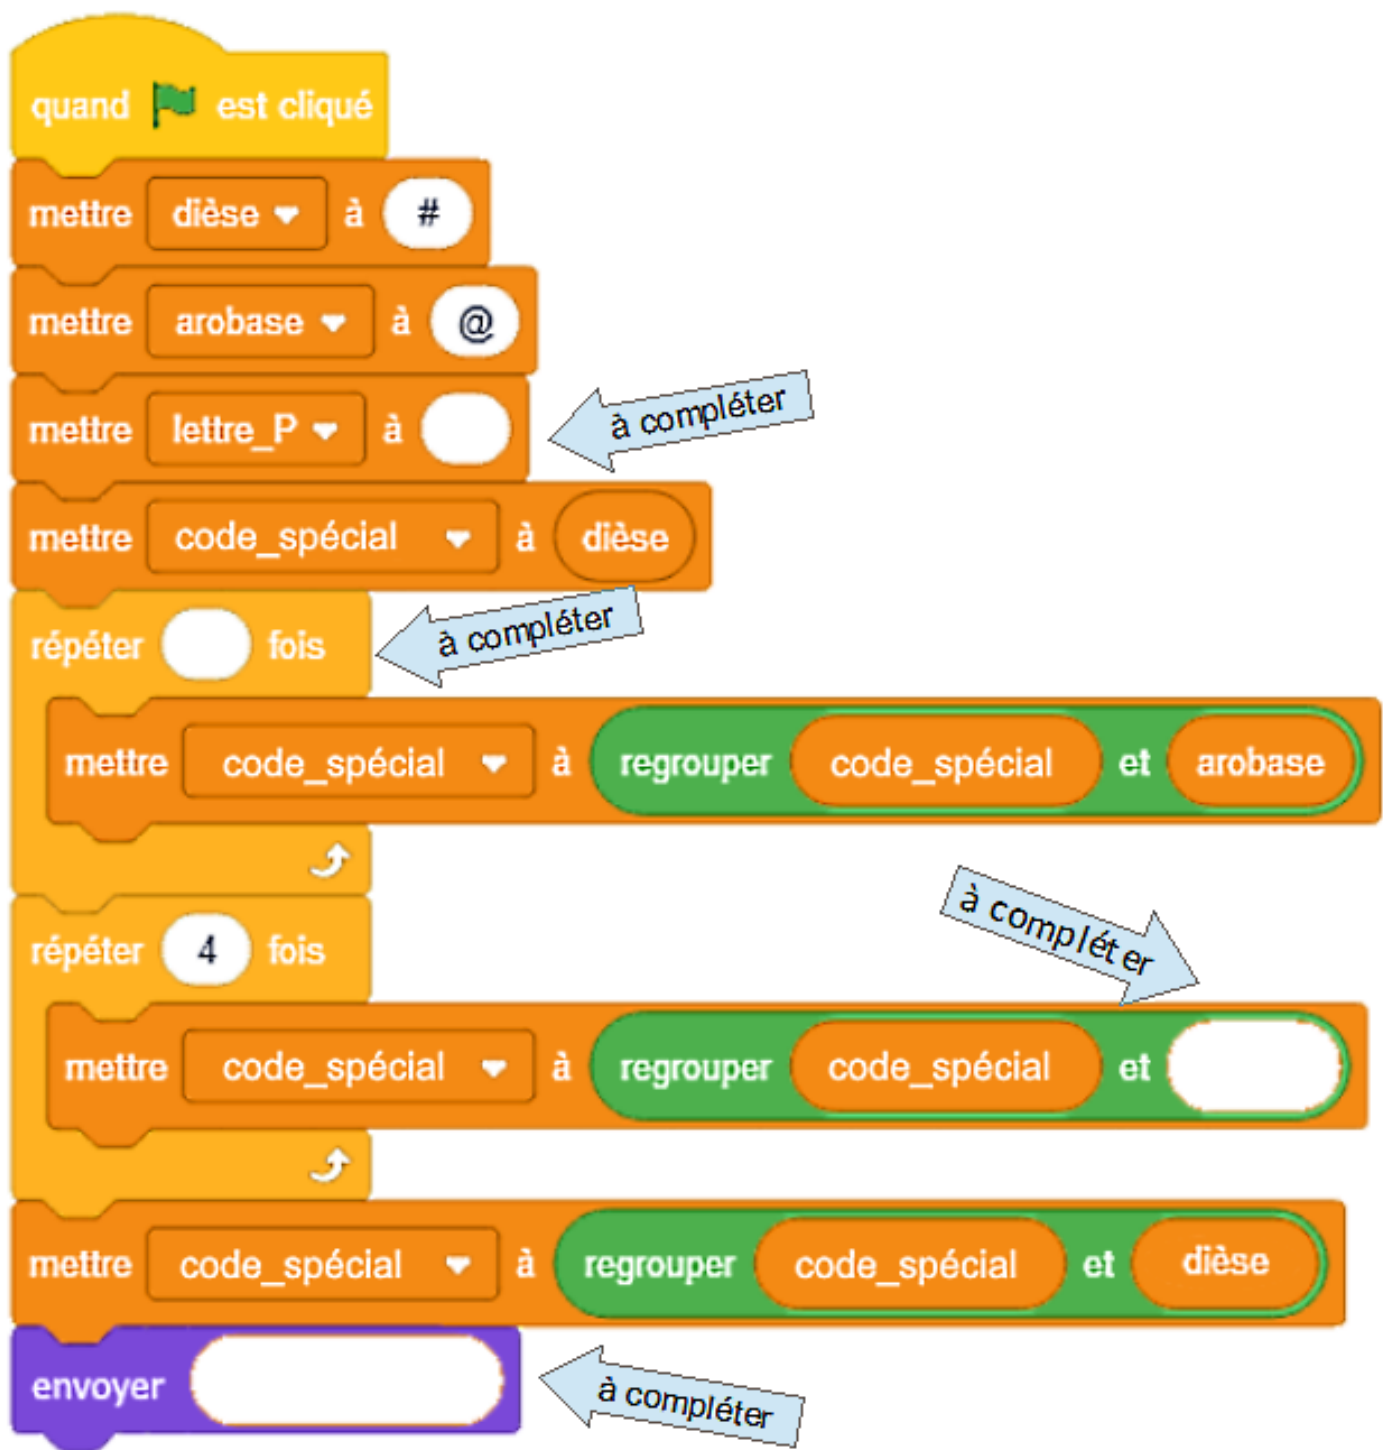 quand est cliqué
mettre dièse à #
mettre arobase à @
mettre lettre_P à
à compléter
mettre code_spécial à dièse
répéter fois
à compléter
mettre code_spécial à regrouper code_spécial et arobase
répéter 4 fois
à compléter
mettre code_spécial à regrouper code_spécial et
mettre code_spécial à regrouper code_spécial et dièse
envoyer
à compléter